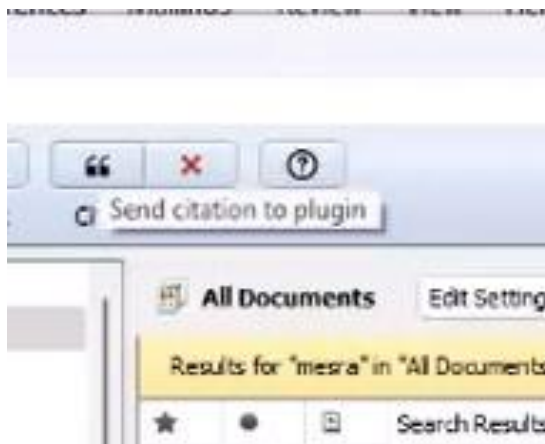 Send citation to plugin
All Documents Edit Setting
Results for "mesra" in "All Documents
Search Results